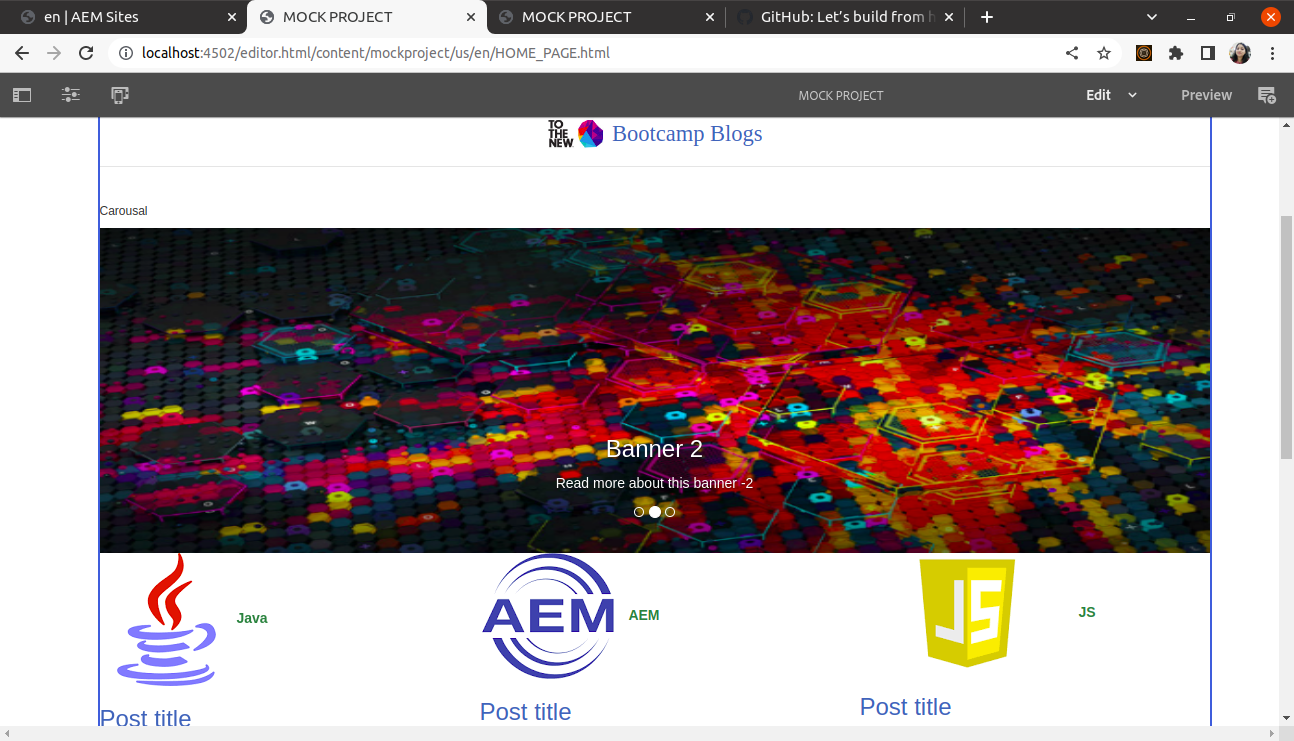 en | AEM Sites
MOCK PROJECT
MOCK PROJECT
GitHub: Let’s build from h
localhost:4502/editor.html/content/mockproject/us/en/HOME_PAGE.html
MOCK PROJECT
Edit
Preview
TO THE NEW
Bootcamp Blogs
Carousal
Banner 2
Read more about this banner -2
Java
AEM
AEM
JS
JS
Post title
Post title
Post title